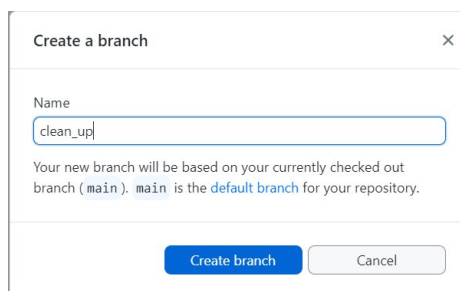 Create a branch
Name
clean_up
Your new branch will be based on your currently checked out
branch ( main ). main is the default branch for your repository.
Create branch
Cancel